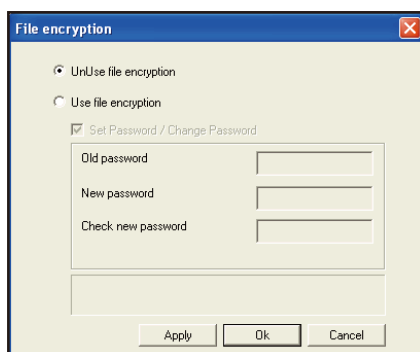 File encryption
UnUse file encryption
Use file encryption
Set Password / Change Password
Old password
New password
Check new password
Apply Ok Cancel